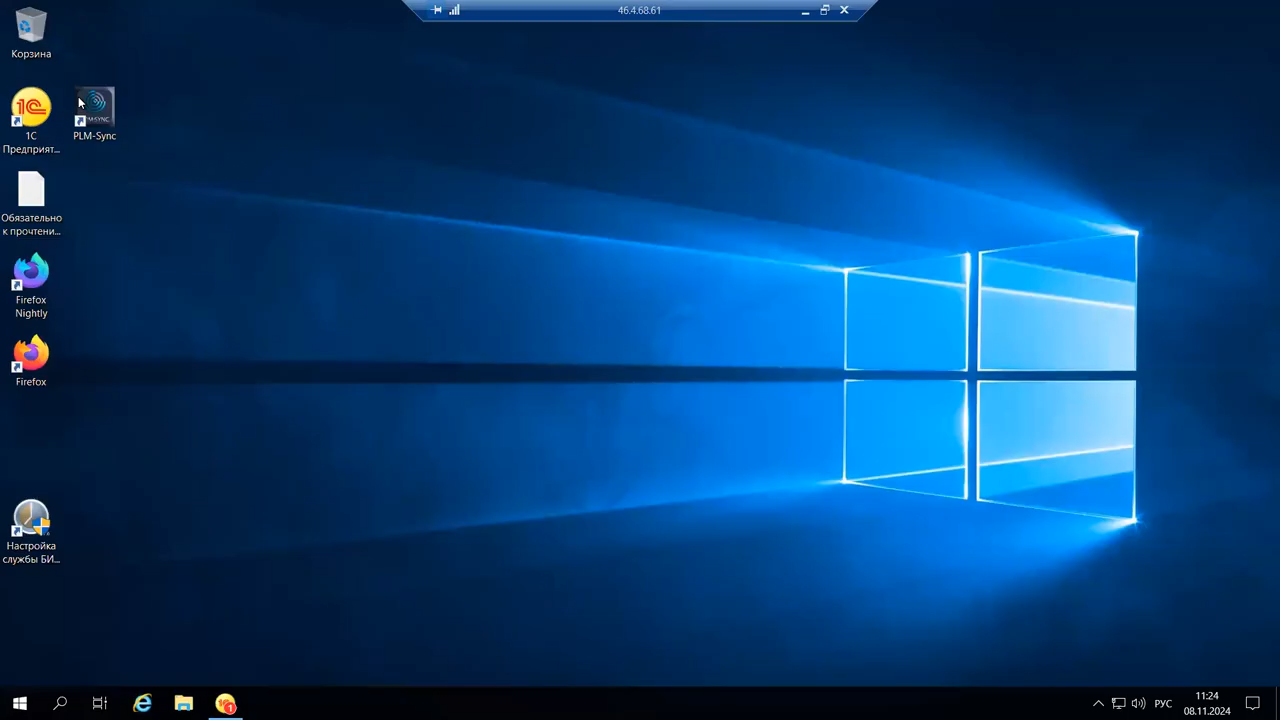 46.4.68.61
Корзина
1C
Предприят...
PLM-Sync
Обязательно
к прочтени...
Firefox
Nightly
Firefox
Настройка
службы БИ...
РУС
11:24
08.11.2024